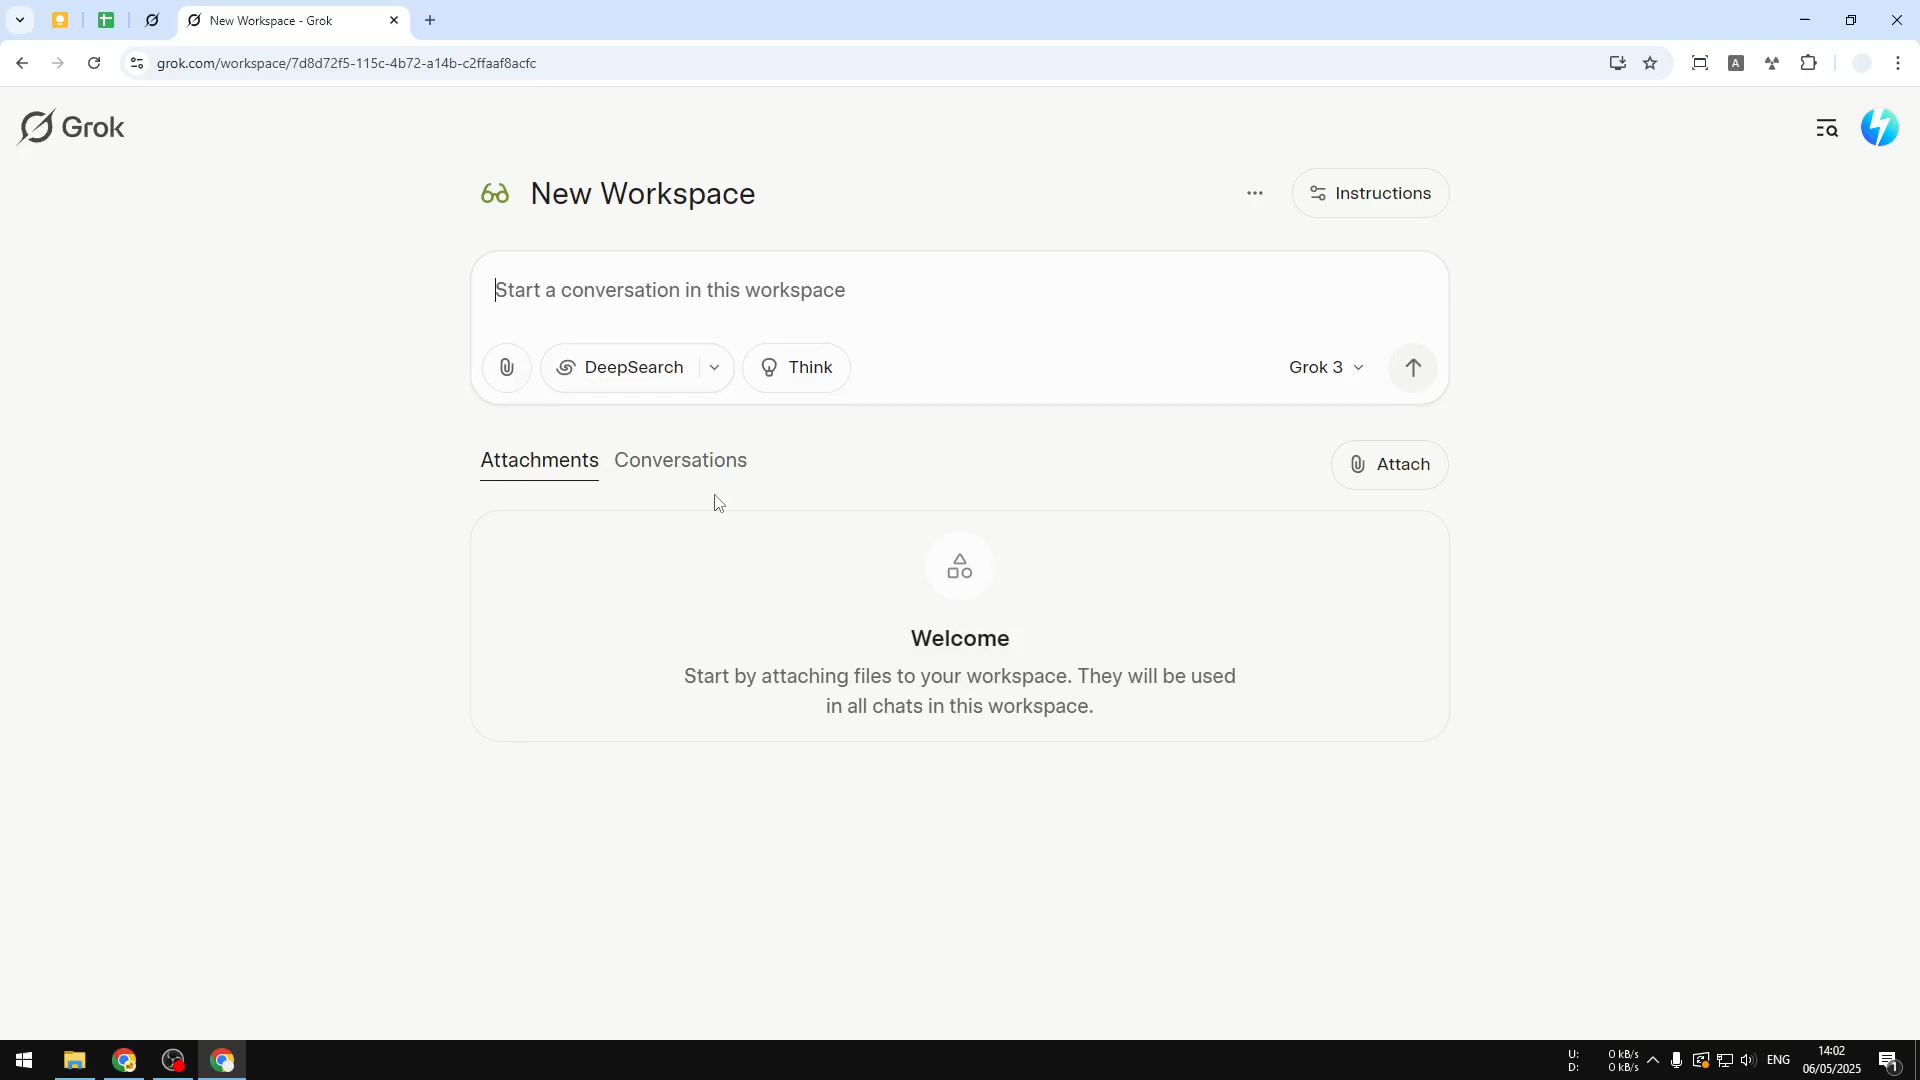 New Workspace - Grok
grok.com/workspace/7d8d72f5-115c-4b72-a14b-c2ffaaf8acfc
A
Grok
New Workspace
Instructions
Start a conversation in this workspace
DeepSearch
Think
Grok 3
Attachments
Conversations
Attach
Welcome
Start by attaching files to your workspace. They will be used
in all chats in this workspace.
U: 0 kB/s
D: 0 kB/s
ENG
14:02
06/05/2025
1